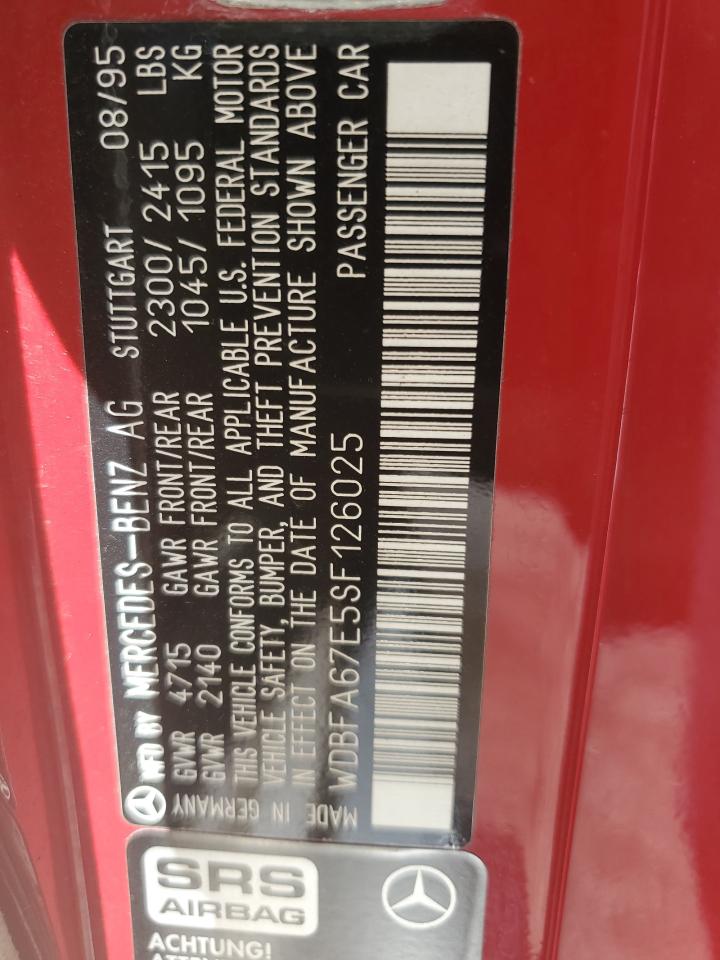 MFD BY MERCEDES-BENZ AG STUTTGART 08/95
GVWR 4715 GAWR FRONT/REAR 2300/ 2415 LBS
GVWR 2140 GAWR FRONT/REAR 1045/ 1095 KG
THIS VEHICLE CONFORMS TO ALL APPLICABLE U.S. FEDERAL MOTOR
VEHICLE SAFETY, BUMPER, AND THEFT PREVENTION STANDARDS
IN EFFECT ON THE DATE OF MANUFACTURE SHOWN ABOVE
WDBFA67E5SF126025 PASSENGER CAR
MADE IN GERMANY
SRS
AIRBAG
ACHTUNG!